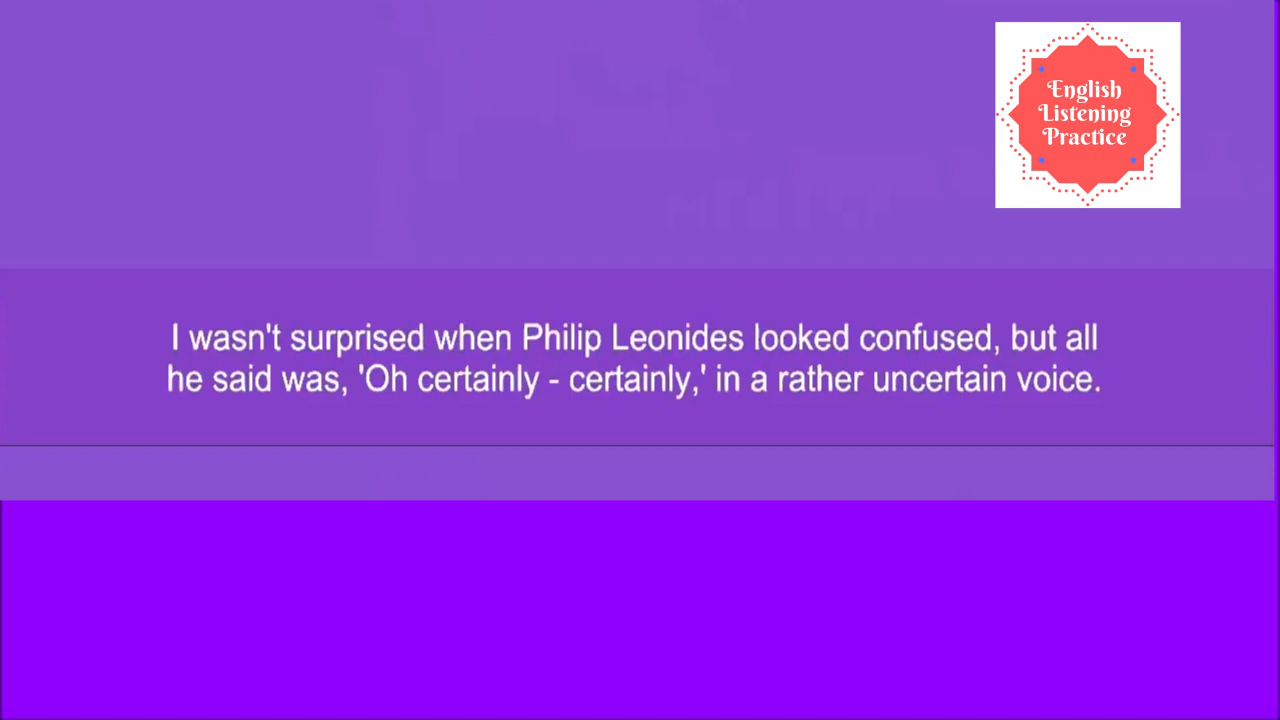 English
Listening
Practice
I wasn't surprised when Philip Leonides looked confused, but all
he said was, 'Oh certainly - certainly,' in a rather uncertain voice.